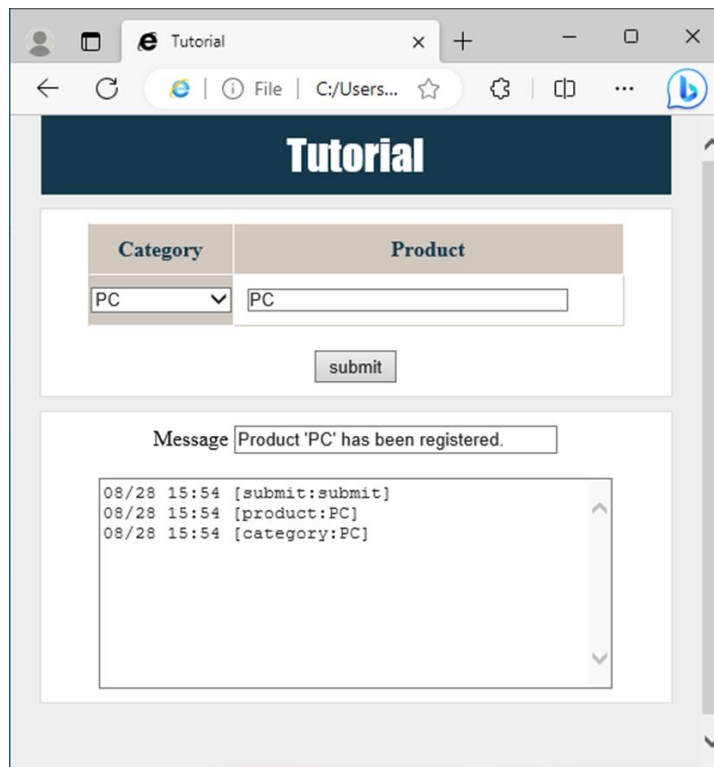 Tutorial
File C:/Users...
Tutorial
Category Product
PC PC
submit
Message Product 'PC' has been registered.
08/28 15:54 [submit:submit]
08/28 15:54 [product:PC]
08/28 15:54 [category:PC]